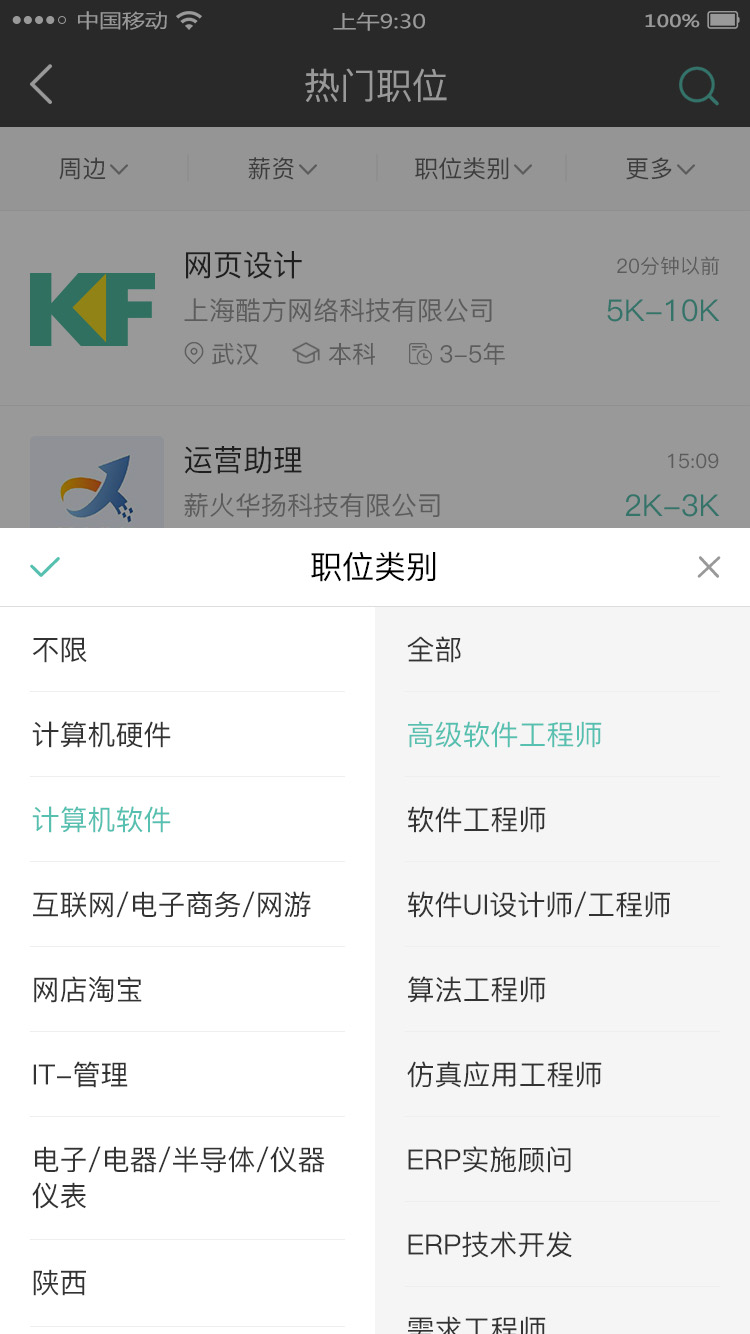 中国移动
上午9:30
100%
热门职位
周边
薪资
职位类别
更多
KF
网页设计
20分钟以前
上海酷方网络科技有限公司
5K-10K
武汉
本科
3-5年
运营助理
15:09
薪火华扬科技有限公司
2K-3K
职位类别
不限
全部
计算机硬件
高级软件工程师
计算机软件
软件工程师
互联网/电子商务/网游
软件UI设计师/工程师
网店淘宝
算法工程师
IT-管理
仿真应用工程师
电子/电器/半导体/仪器
仪表
ERP实施顾问
ERP技术开发
陕西
需求工程师